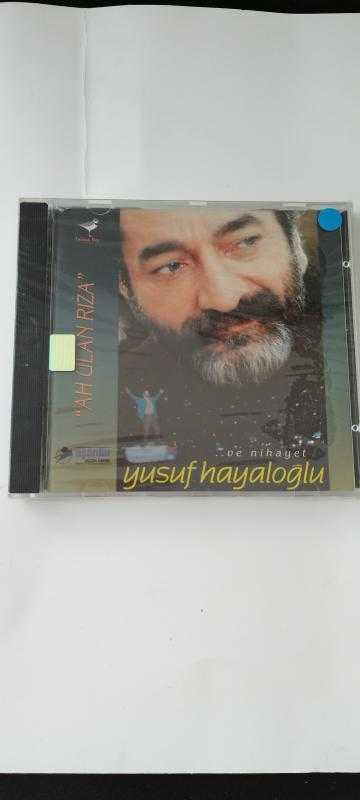 "AH ULAN RIZA"
..ve nihayet
yusuf hayaloğlu